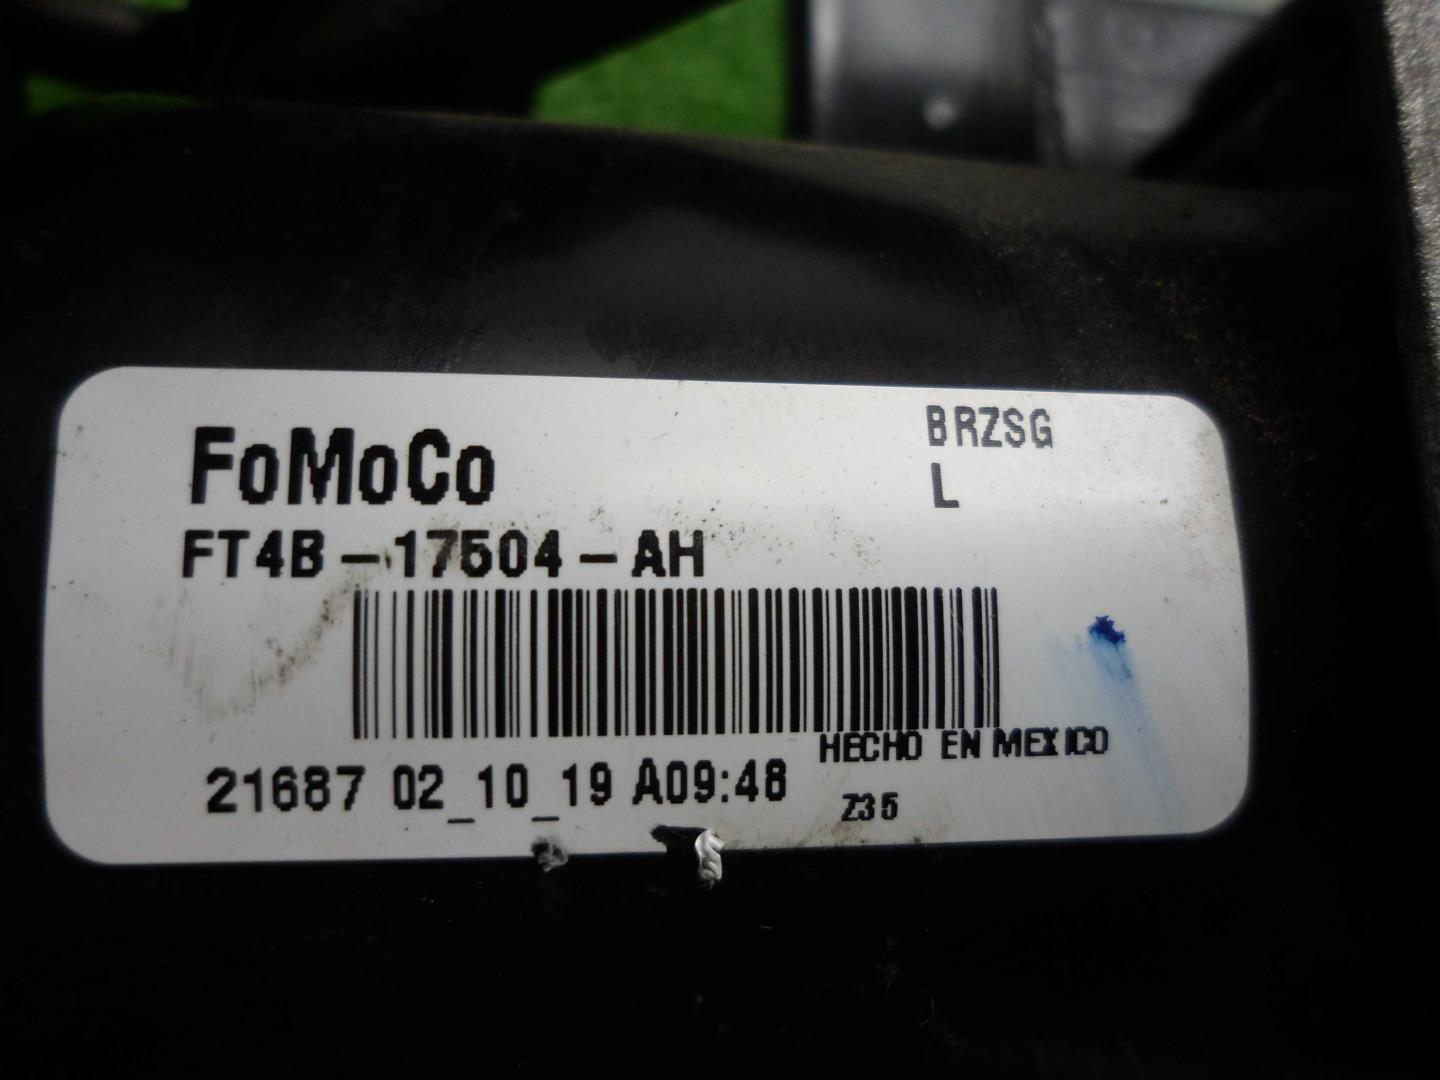 FoMoCo
BRZSG
L
FT4B-17504-AH
HECHO EN MEXICO
21687 02_10_19 A09:48
Z35